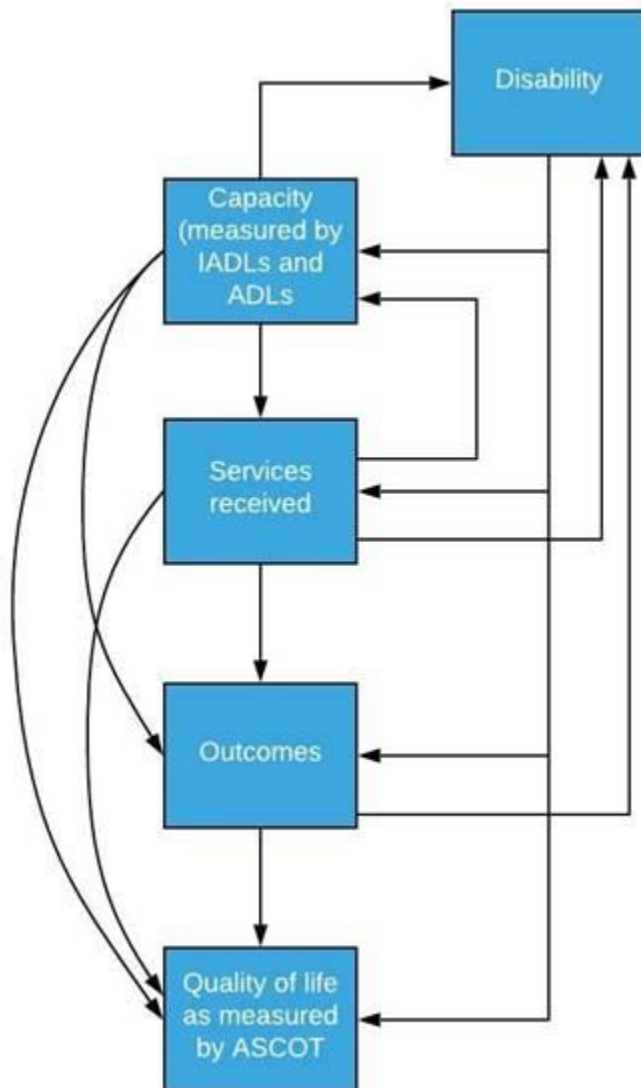 Disability
Capacity
(measured by
IADLs and
ADLs
Services
received
Outcomes
Quality of life
as measured
by ASCOT